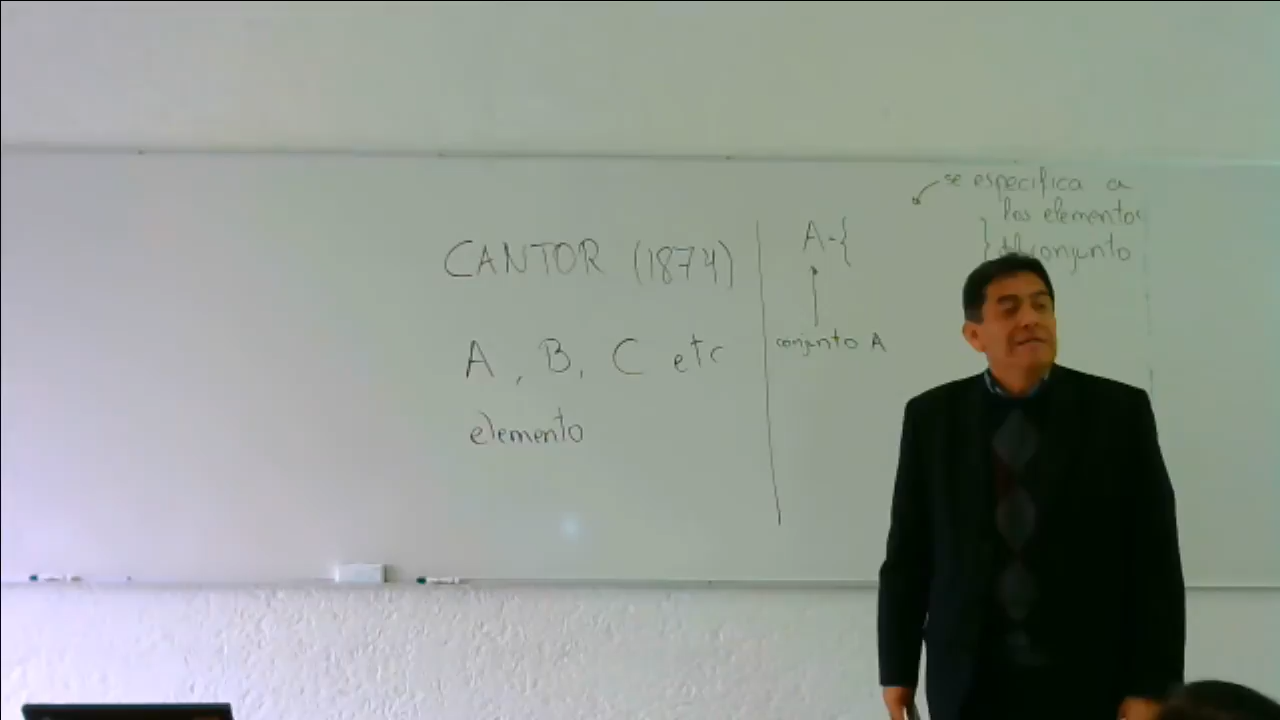 CANTOR (1874)
A, B, C etc
elemento
A={ }
conjunto A
se especifica a
los elementos
del conjunto